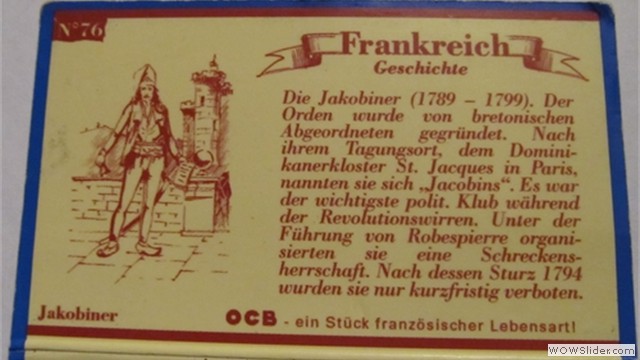 N°76
Frankreich
Geschichte
Die Jakobiner (1789 – 1799). Der
Orden wurde von bretonischen
Abgeordneten gegründet. Nach
ihrem Tagungsort, dem Domini-
kanerkloster St. Jacques in Paris,
nannten sie sich „Jacobins“. Es war
der wichtigste polit. Klub während
der Revolutionswirren. Unter der
Führung von Robespierre organi-
sierten sie eine Schreckens-
herrschaft. Nach dessen Sturz 1794
wurden sie nur kurzfristig verboten.
Jakobiner
OCB - ein Stück französischer Lebensart!
WOWSlider.com